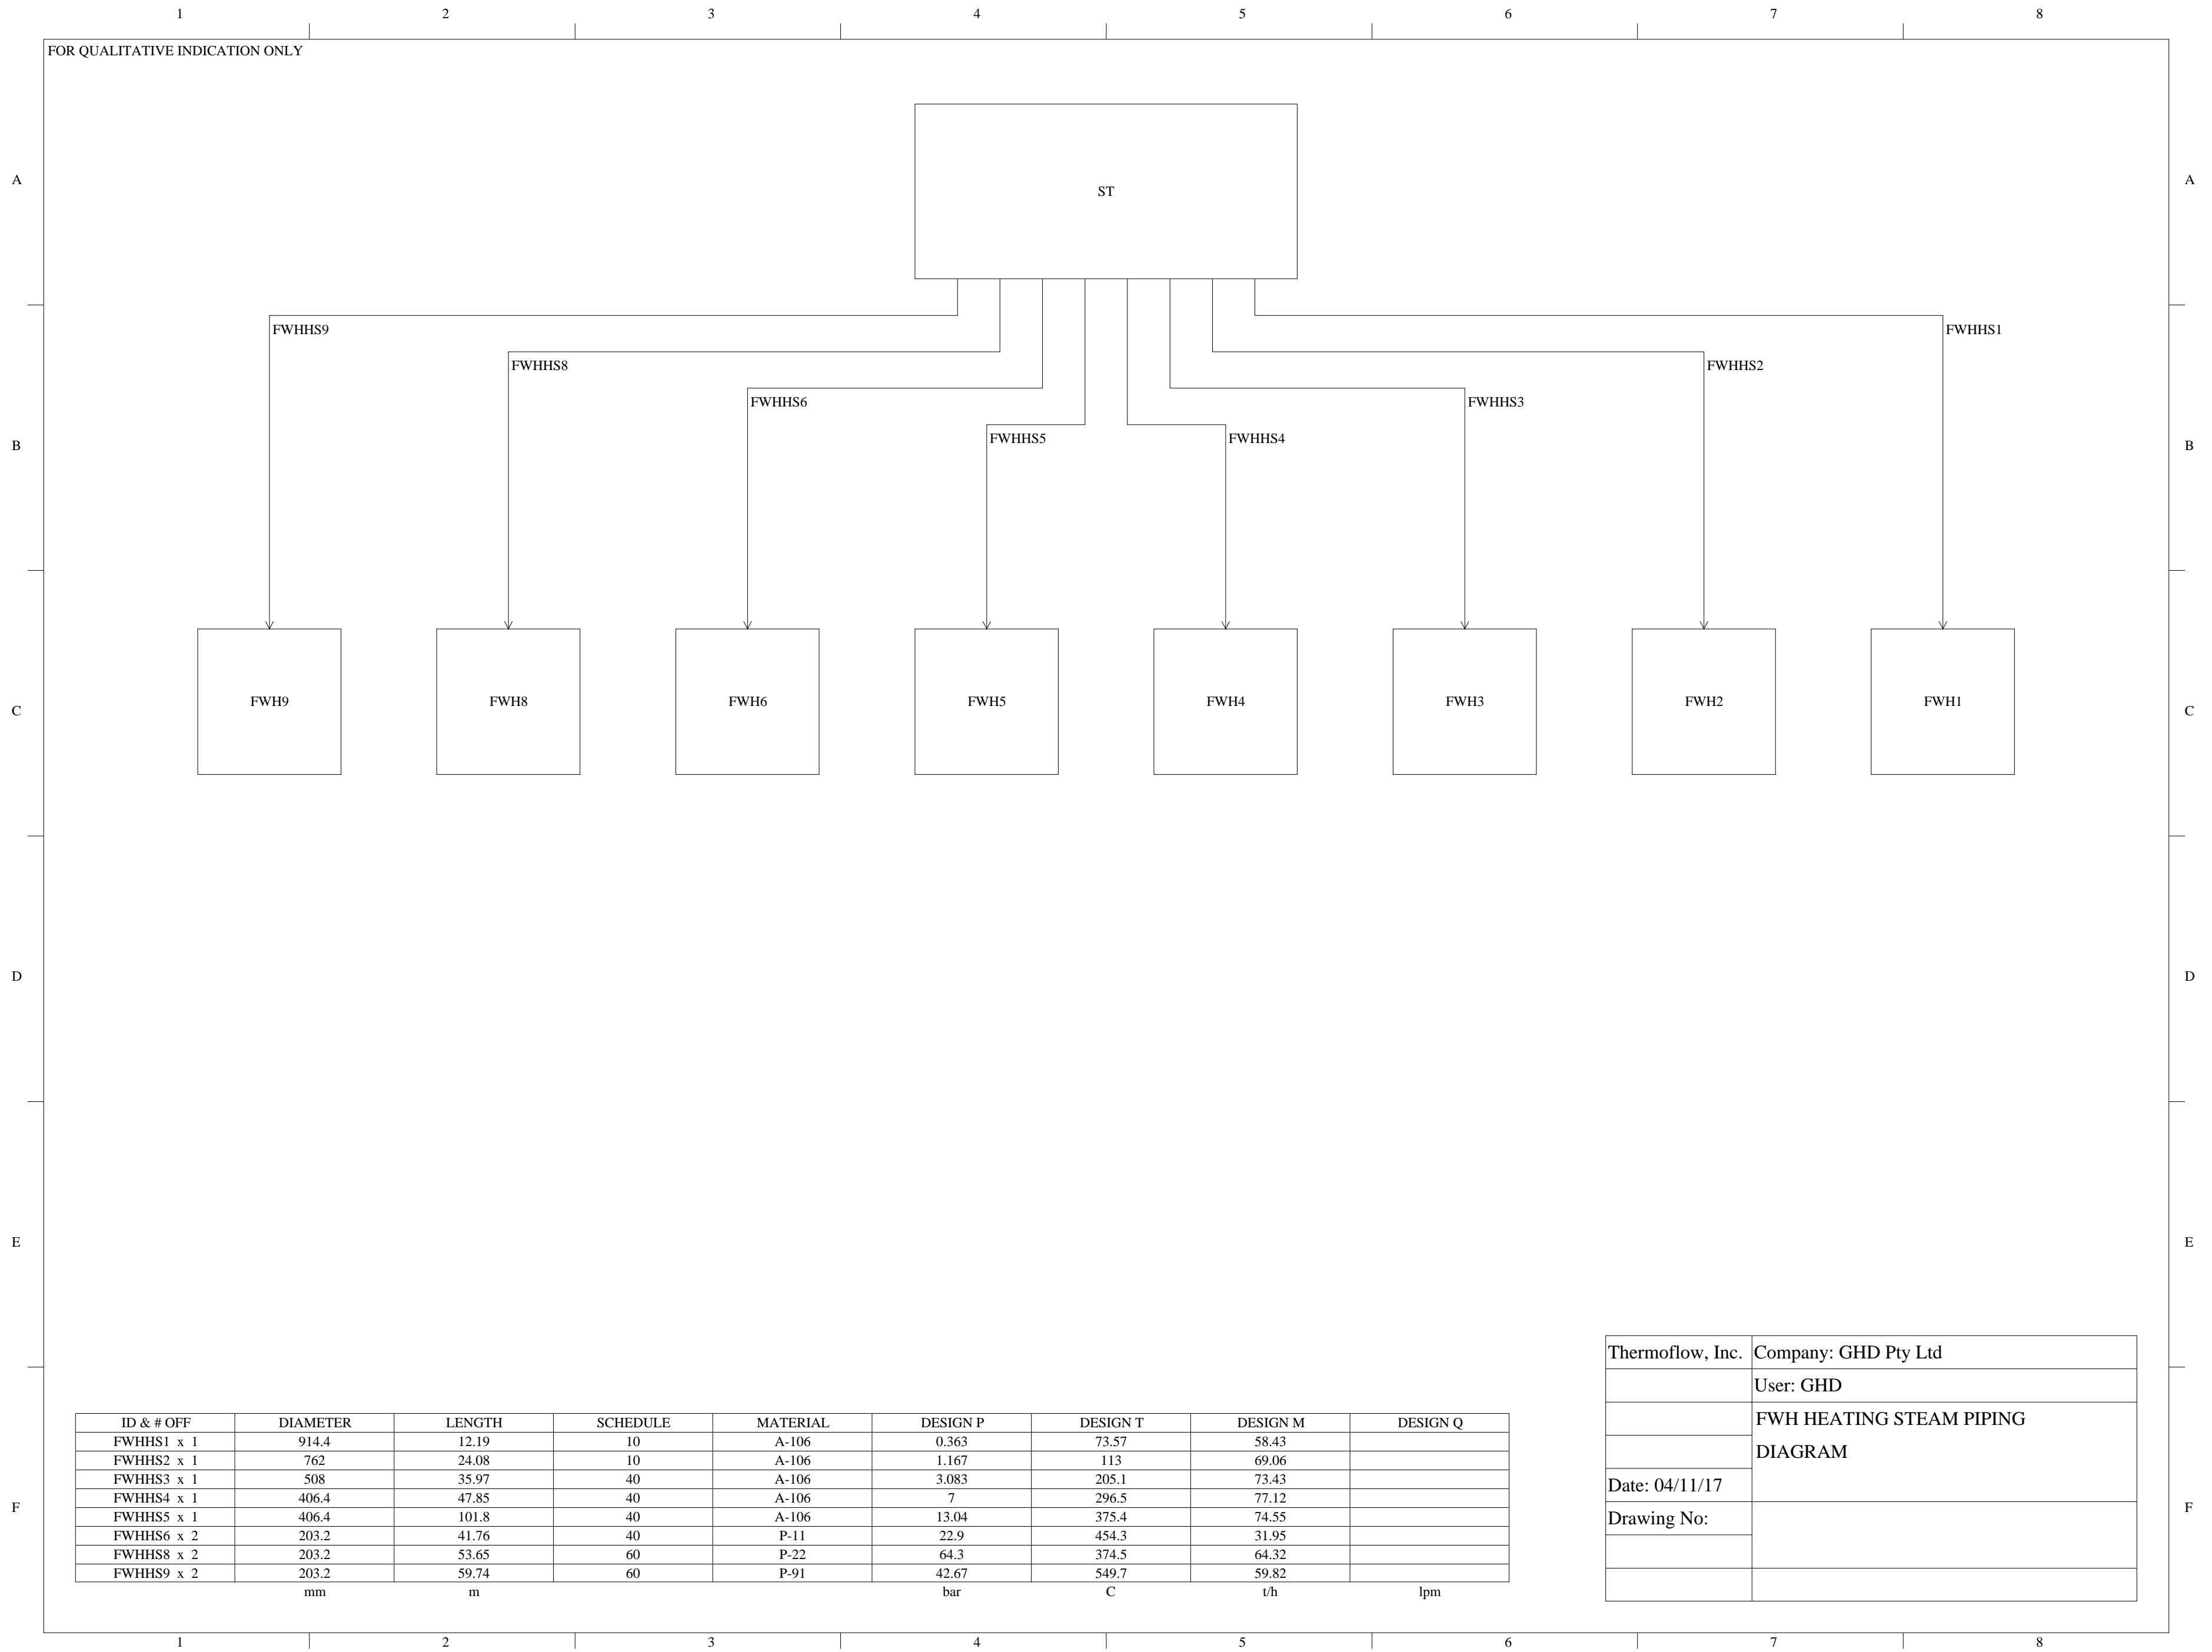 1 2 3 4 5 6 7 8
FOR QUALITATIVE INDICATION ONLY
A ST A
FWHHS9 FWHHS1
FWHHS8 FWHHS2
FWHHS6 FWHHS3
FWHHS5 FWHHS4
B B
FWH9 FWH8 FWH6 FWH5 FWH4 FWH3 FWH2 FWH1
C C
D D
E E
Thermoflow, Inc. Company: GHD Pty Ltd
User: GHD
FWH HEATING STEAM PIPING
DIAGRAM
Date: 04/11/17
Drawing No:
ID & # OFF DIAMETER LENGTH SCHEDULE MATERIAL DESIGN P DESIGN T DESIGN M DESIGN Q
FWHHS1 x 1 914.4 12.19 10 A-106 0.363 73.57 58.43
FWHHS2 x 1 762 24.08 10 A-106 1.167 113 69.06
FWHHS3 x 1 508 35.97 40 A-106 3.083 205.1 73.43
FWHHS4 x 1 406.4 47.85 40 A-106 7 296.5 77.12
FWHHS5 x 1 406.4 101.8 40 A-106 13.04 375.4 74.55
FWHHS6 x 2 203.2 41.76 40 P-11 22.9 454.3 31.95
FWHHS8 x 2 203.2 53.65 60 P-22 64.3 374.5 64.32
FWHHS9 x 2 203.2 59.74 60 P-91 42.67 549.7 59.82
mm m bar C t/h lpm
F F
1 2 3 4 5 6 7 8